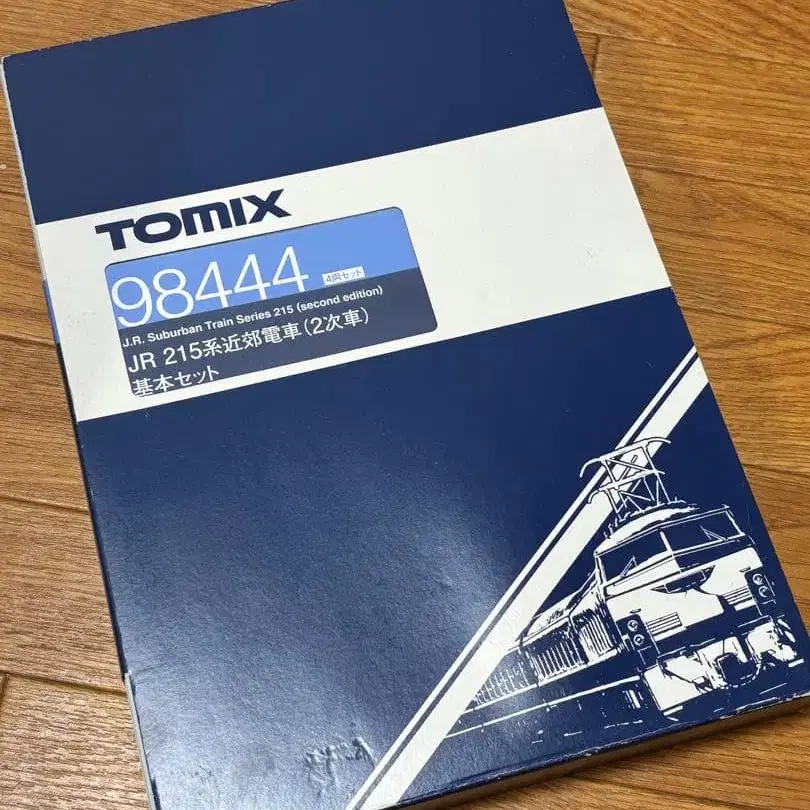 TOMIX
98444 4両セット
J.R. Suburban Train Series 215 (second edition)
JR 215系近郊電車(2次車)
基本セット